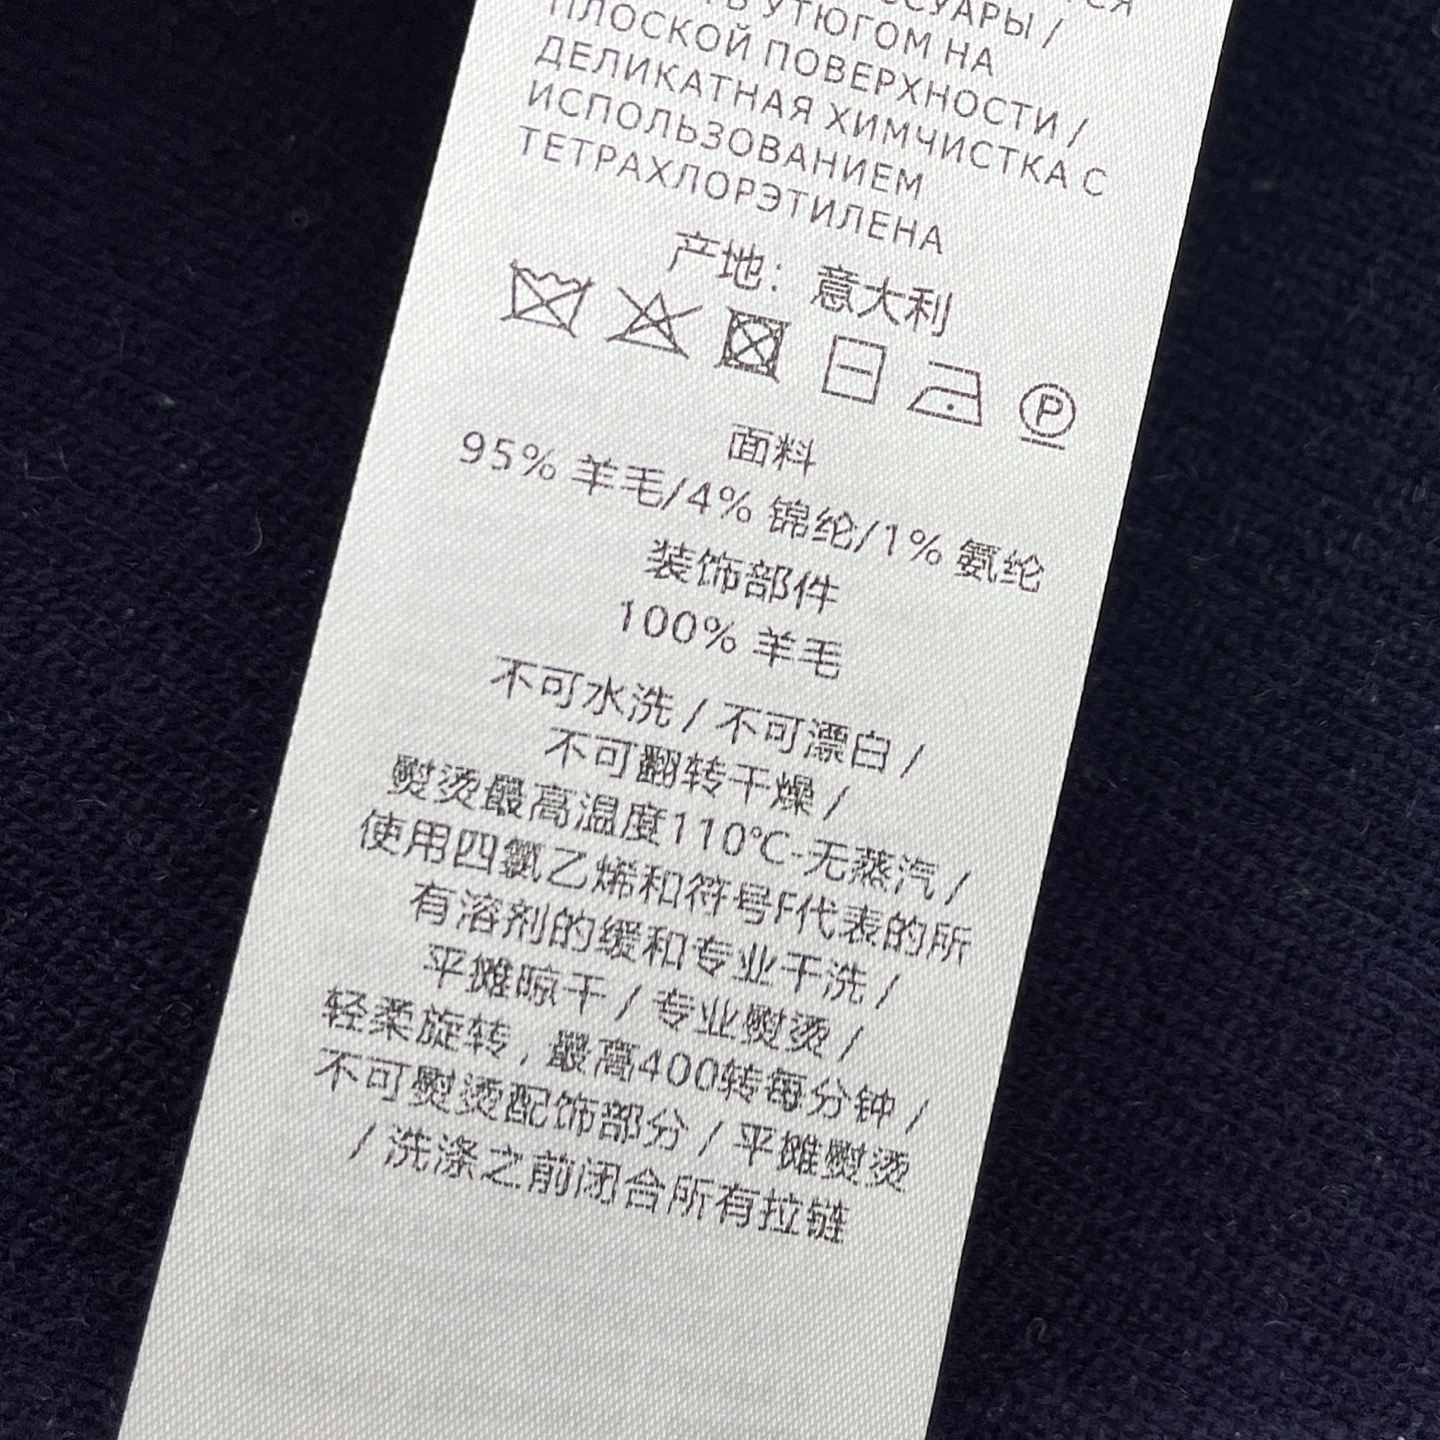 ССУАРЫ /
УТЮГОМ НА
ПЛОСКОЙ ПОВЕРХНОСТИ /
ДЕЛИКАТНАЯ ХИМЧИСТКА С
ИСПОЛЬЗОВАНИЕМ
ТЕТРАХЛОРЭТИЛЕНА
产地：意大利
P
面料
95% 羊毛/4% 锦纶/1% 氨纶
装饰部件
100% 羊毛
不可水洗 / 不可漂白 /
不可翻转干燥 /
熨烫最高温度110℃-无蒸汽 /
使用四氯乙烯和符号F代表的所
有溶剂的缓和专业干洗 /
平摊晾干 / 专业熨烫 /
轻柔旋转，最高400转每分钟 /
不可熨烫配饰部分 / 平摊熨烫
/ 洗涤之前闭合所有拉链